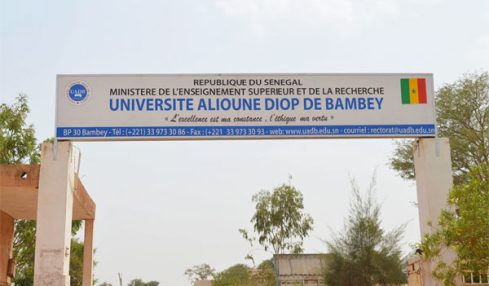 REPUBLIQUE DU SENEGAL
MINISTERE DE L'ENSEIGNEMENT SUPERIEUR ET DE LA RECHERCHE
UNIVERSITE ALIOUNE DIOP DE BAMBEY
« L'excellence est ma constance , l'éthique ma vertu »
BP 30 Bambey - Tél : (+221) 33 973 30 86 - Fax : (+221) 33 973 30 93 - web: www.uadb.edu.sn - courriel : rectorat@uadb.edu.sn
UADB